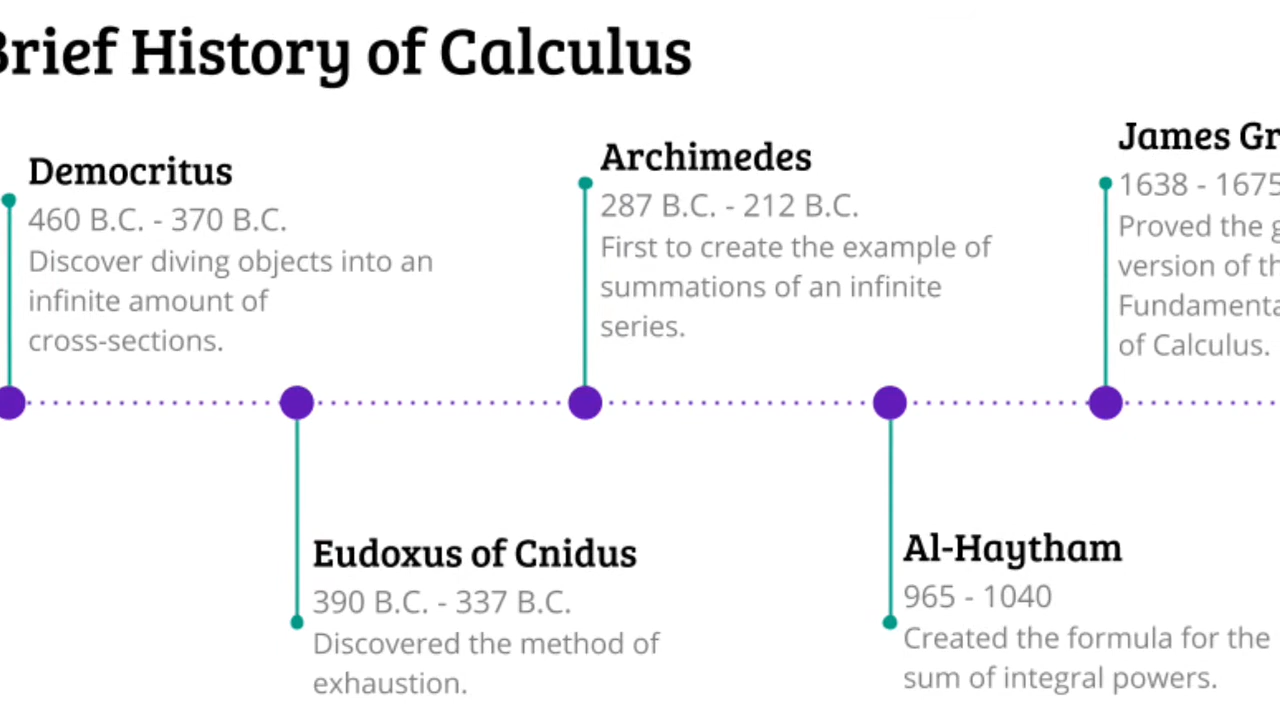 Brief History of Calculus
Democritus
460 B.C. - 370 B.C.
Discover diving objects into an
infinite amount of
cross-sections.
Archimedes
287 B.C. - 212 B.C.
First to create the example of
summations of an infinite
series.
James Gr
1638 - 1675
Proved the g
version of th
Fundamenta
of Calculus.
Eudoxus of Cnidus
390 B.C. - 337 B.C.
Discovered the method of
exhaustion.
Al-Haytham
965 - 1040
Created the formula for the
sum of integral powers.